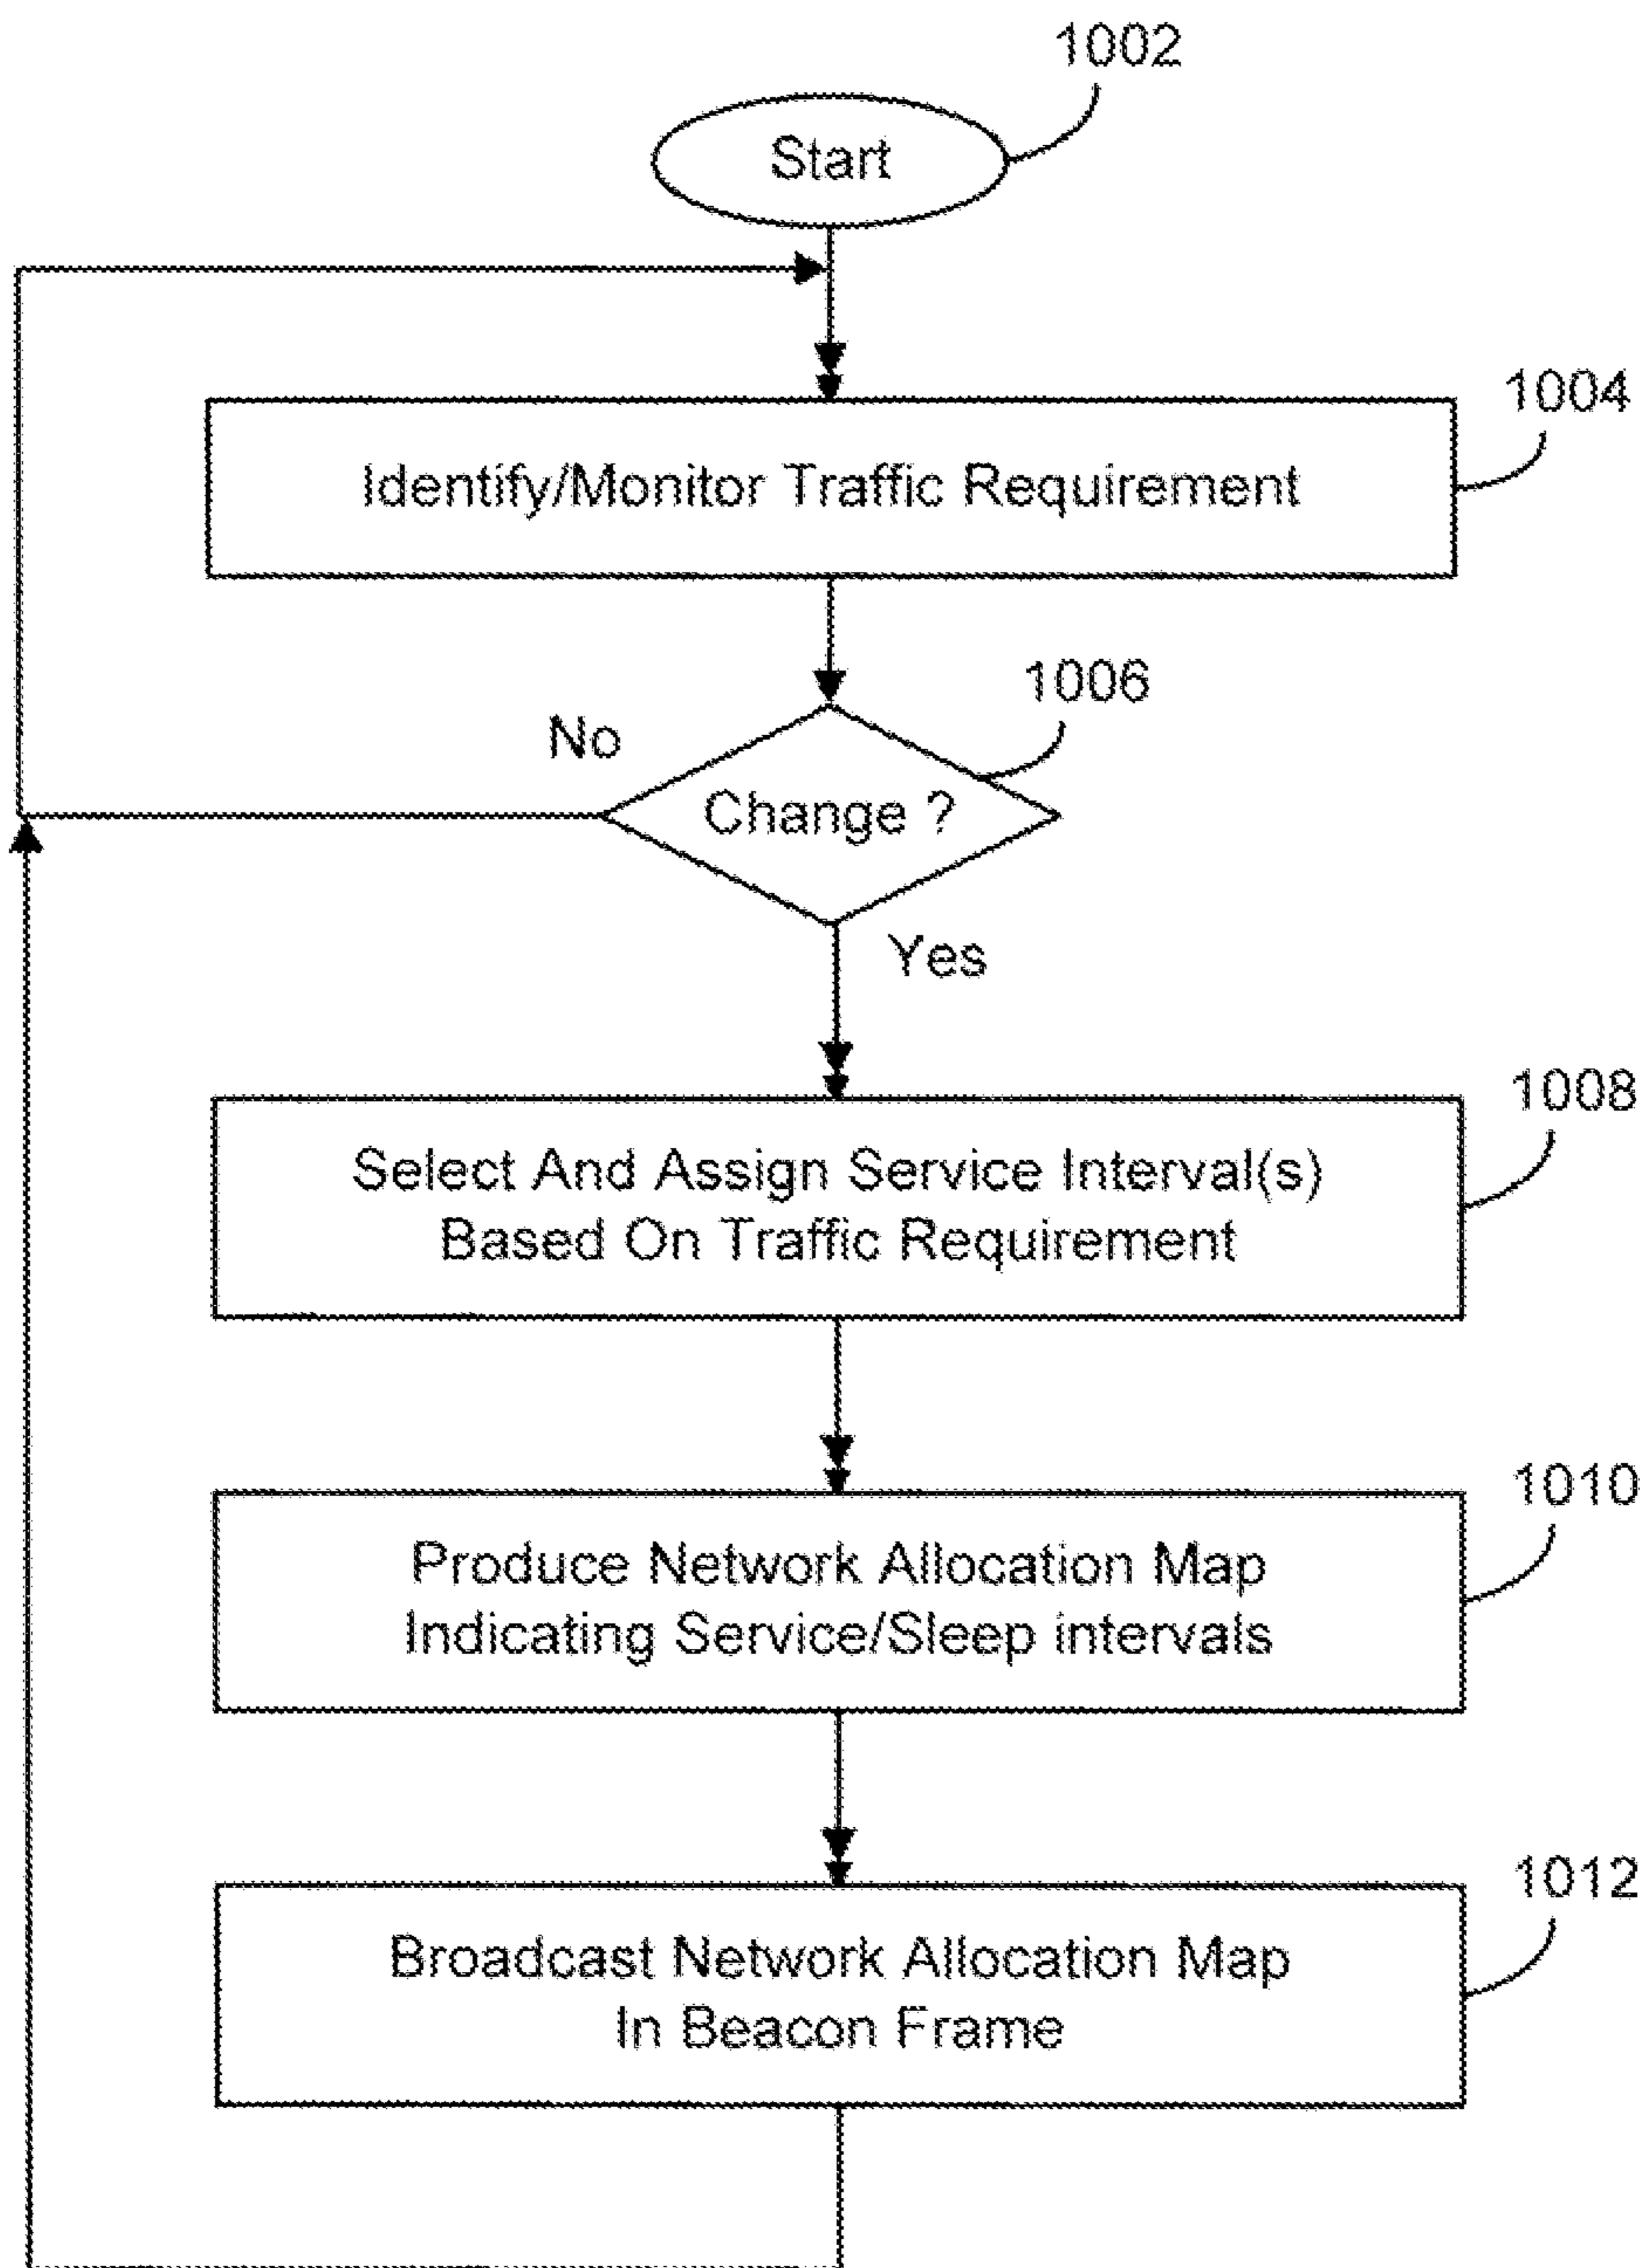 1002
Start
1004
Identify/Monitor Traffic Requirement
1006
No
Change ?
Yes
1008
Select And Assign Service Interval(s)
Based On Traffic Requirement
1010
Produce Network Allocation Map
Indicating Service/Sleep intervals
1012
Broadcast Network Allocation Map
In Beacon Frame